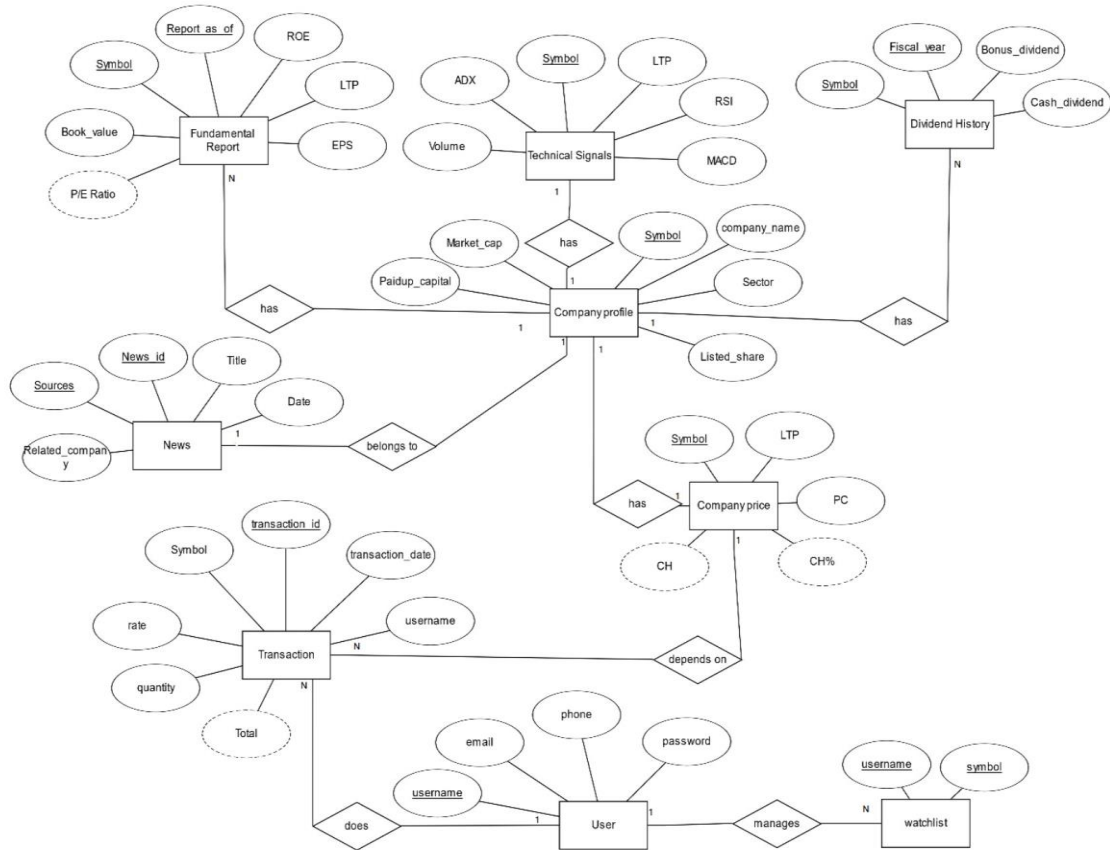 Report_as_of
ROE
Symbol
LTP
Book_value
Fundamental
Report
EPS
P/E Ratio
N
Symbol
LTP
ADX
RSI
Volume
Technical Signals
MACD
1
Fiscal_year
Bonus_dividend
Symbol
Cash_dividend
Dividend History
N
has
1
Market_cap
Symbol
company_name
Paidup_capital
Sector
Company profile
Listed_share
1
1
1
1
has
has
News_id
Title
Sources
Date
News
Related_compan
y
1
belongs to
Symbol
LTP
has
1
Company price
PC
CH
CH%
1
transaction_id
Symbol
transaction_date
rate
username
Transaction
N
quantity
N
Total
depends on
phone
email
password
username
User
1
1
does
manages
username
symbol
N
watchlist